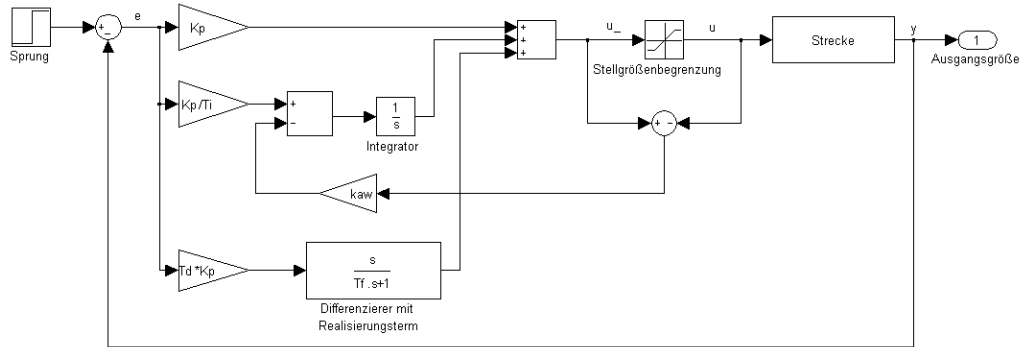 Sprung
+
−
e
Kp
+
+
+
u_
Stellgrößenbegrenzung
u
Strecke
y
1
Ausgangsgröße
Kp/Ti
+
−
1
s
Integrator
+ −
kaw
Td *Kp
s
Tf .s+1
Differenzierer mit
Realisierungsterm